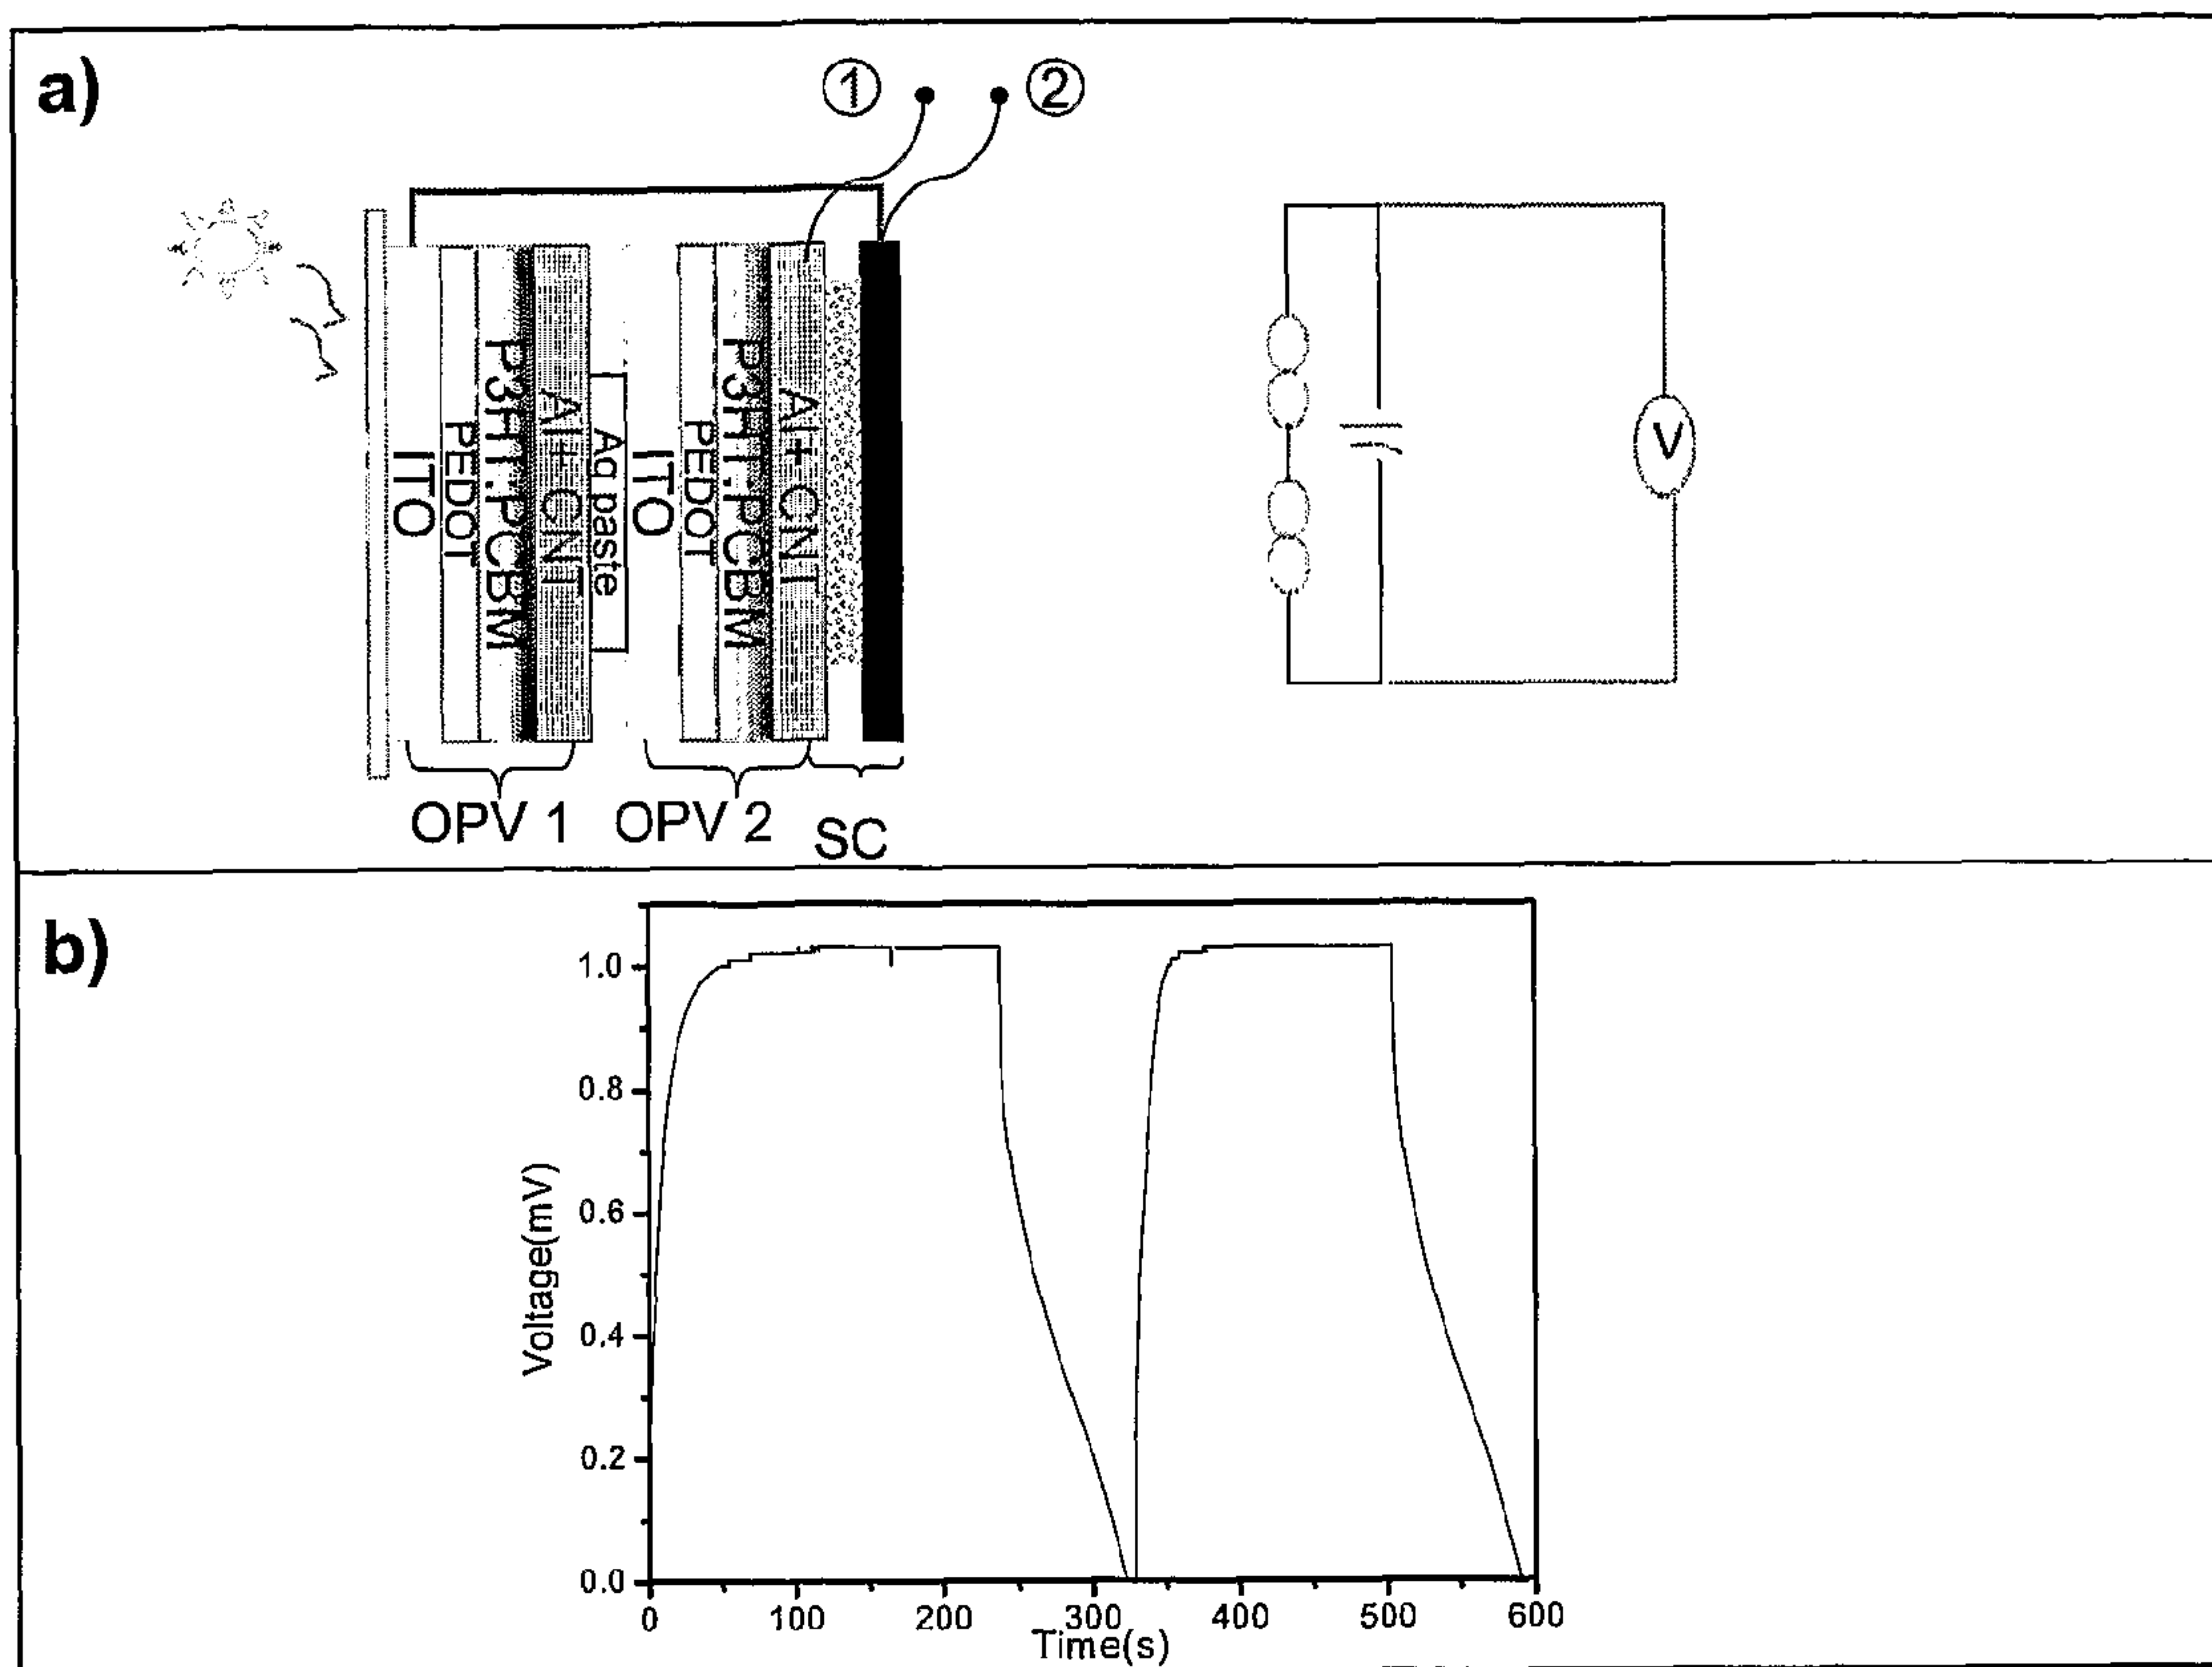 a)
① ②
ITO
PEDOT
P3HT:PCBM
Al+CNT
Ag paste
ITO
PEDOT
P3HT:PCBM
Al+CNT
V
OPV 1 OPV 2 SC
b)
Voltage(mV)
1.0
0.8
0.6
0.4
0.2
0.0
0 100 200 300 400 500 600
Time(s)